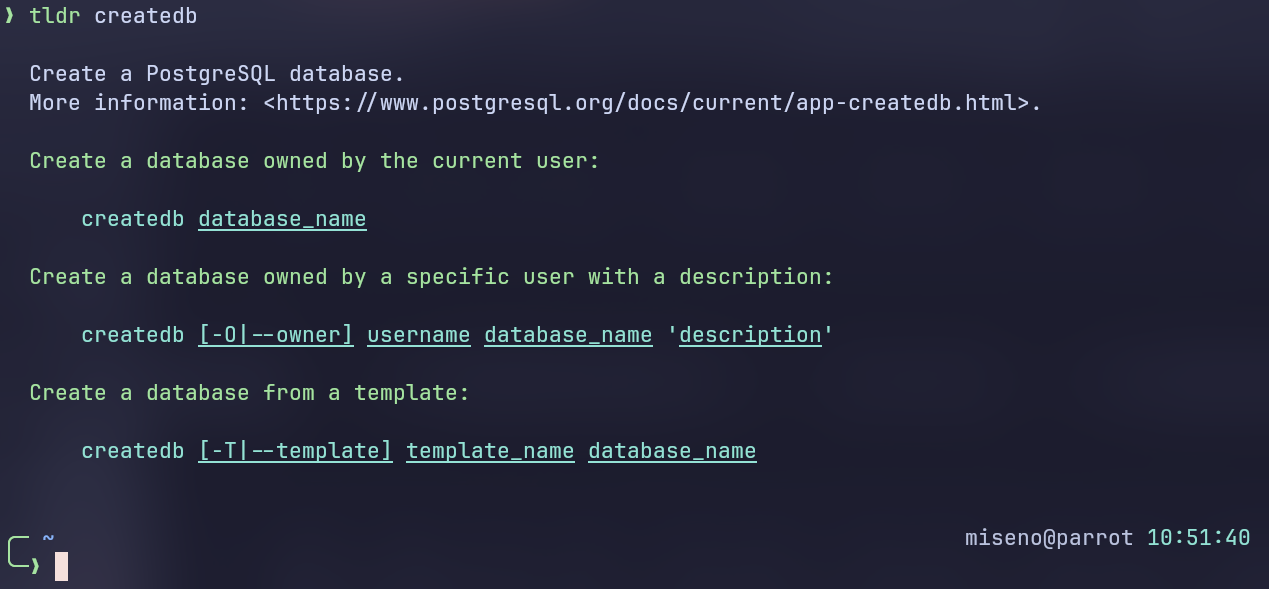 ❯ tldr createdb
Create a PostgreSQL database.
More information: <https://www.postgresql.org/docs/current/app-createdb.html>.
Create a database owned by the current user:
createdb database_name
Create a database owned by a specific user with a description:
createdb [-O|--owner] username database_name 'description'
Create a database from a template:
createdb [-T|--template] template_name database_name
~ miseno@parrot 10:51:40
❯